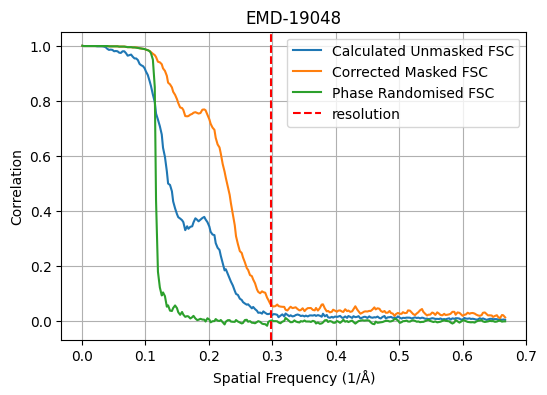 EMD-19048
Calculated Unmasked FSC
Corrected Masked FSC
Phase Randomised FSC
resolution
Correlation
1.0
0.8
0.6
0.4
0.2
0.0
0.0 0.1 0.2 0.3 0.4 0.5 0.6 0.7
Spatial Frequency (1/Å)